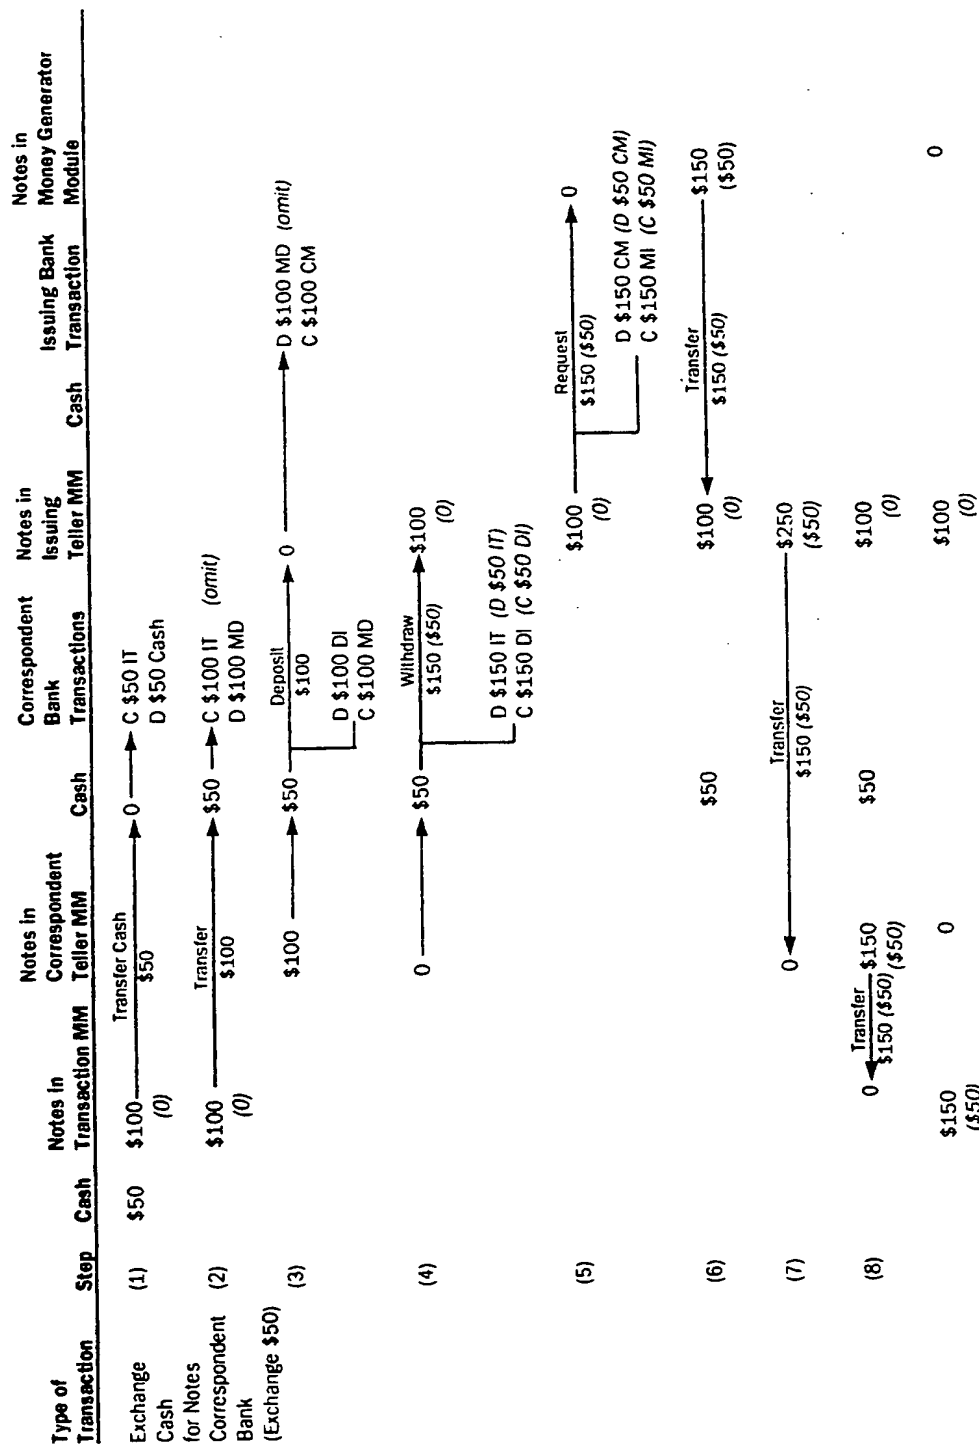 Type of Transaction Step Cash Notes in Transaction MM Notes in Correspondent Teller MM Cash Correspondent Bank Transactions Notes in Issuing Teller MM Cash Issuing Bank Transaction Notes in Money Generator Module
Exchange Cash for Notes Correspondent Bank (Exchange $50)
(1) $50 $100 (0) Transfer Cash $50 0 C $50 IT
D $50 Cash
(2) $100 (0) Transfer $100 $50 C $100 IT (omit)
D $100 MD
(3) $100 $50 Deposit $100 0 D $100 MD (omit)
C $100 CM
D $100 DI
C $100 MD
(4) 0 $50 Withdraw $150 ($50) $100 (0)
D $150 IT (D $50 IT)
C $150 DI (C $50 DI)
(5) $100 (0) Request $150 ($50) 0
D $150 CM (D $50 CM)
C $150 MI (C $50 MI)
(6) $50 $100 (0) Transfer $150 ($50) $150 ($50)
(7) 0 Transfer $150 ($50) $250 ($50)
(8) 0 Transfer $150 ($50) $150 ($50) $50 $100 (0)
$150 ($50) 0 $100 (0) 0